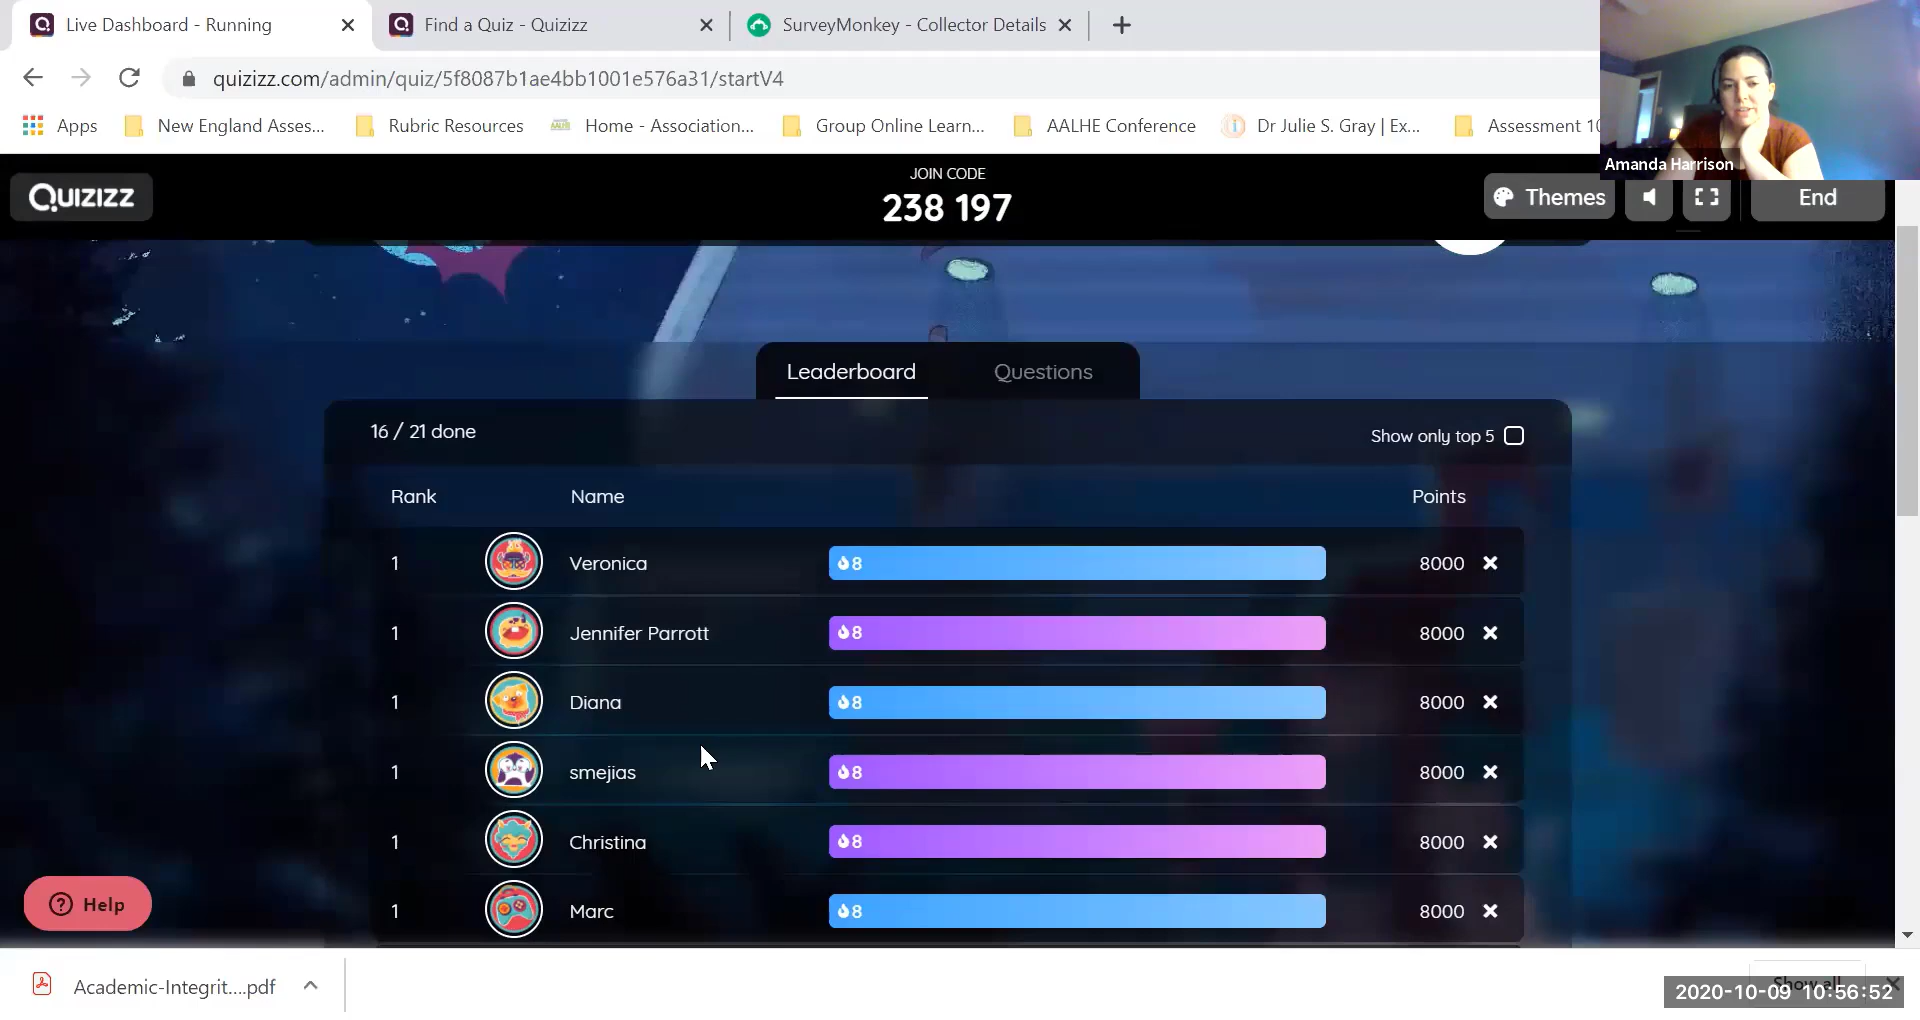 Live Dashboard - Running
Find a Quiz - Quizizz
SurveyMonkey - Collector Details
quizizz.com/admin/quiz/5f8087b1ae4bb1001e576a31/startV4
Apps
New England Asses...
Rubric Resources
Home - Association...
Group Online Learn...
AALHE Conference
Dr Julie S. Gray | Ex...
Assessment 10
Amanda Harrison
Quizizz
JOIN CODE
238 197
Themes
End
Leaderboard
Questions
16 / 21 done
Show only top 5
Rank Name Points
1 Veronica 8 8000
1 Jennifer Parrott 8 8000
1 Diana 8 8000
1 smejias 8 8000
1 Christina 8 8000
1 Marc 8 8000
Help
Academic-Integrit....pdf
Show all
2020-10-09 10:56:52